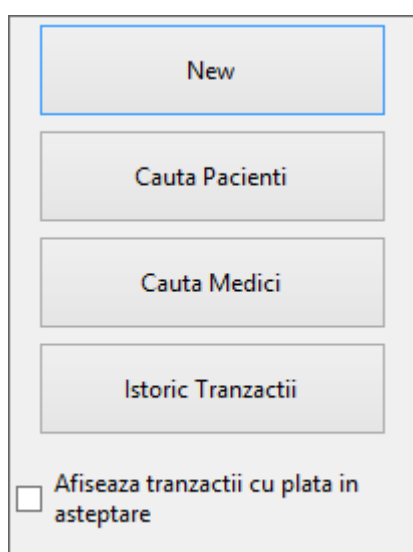 New
Cauta Pacienti
Cauta Medici
Istoric Tranzactii
Afiseaza tranzactii cu plata in
asteptare